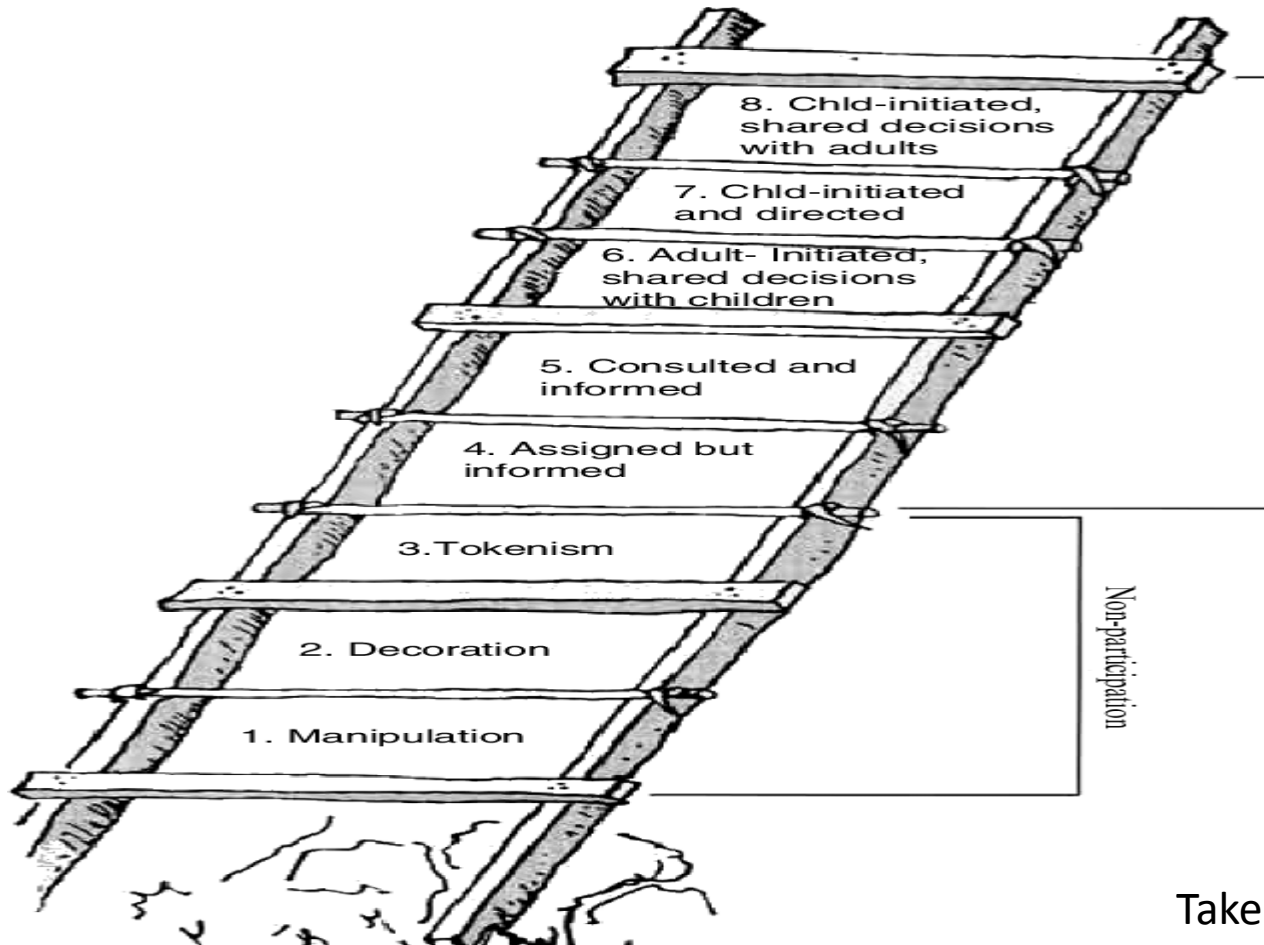 8. Chld-initiated,
shared decisions
with adults
7. Chld-initiated
and directed
6. Adult- Initiated,
shared decisions
with children
5. Consulted and
informed
4. Assigned but
informed
3.Tokenism
2. Decoration
1. Manipulation
Non-participation
Take